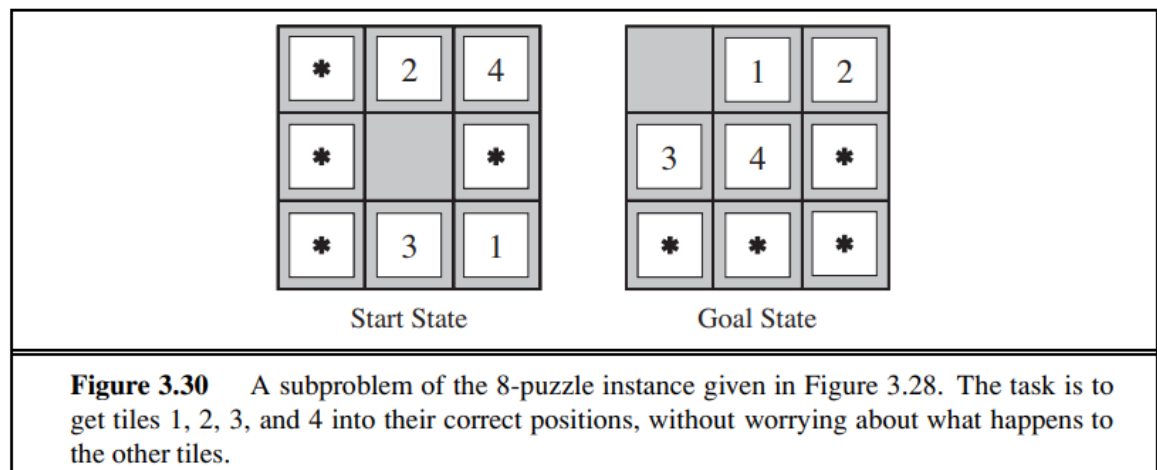 * 2 4
* *
* 3 1
Start State
1 2
3 4 *
* * *
Goal State
Figure 3.30 A subproblem of the 8-puzzle instance given in Figure 3.28. The task is to
get tiles 1, 2, 3, and 4 into their correct positions, without worrying about what happens to
the other tiles.